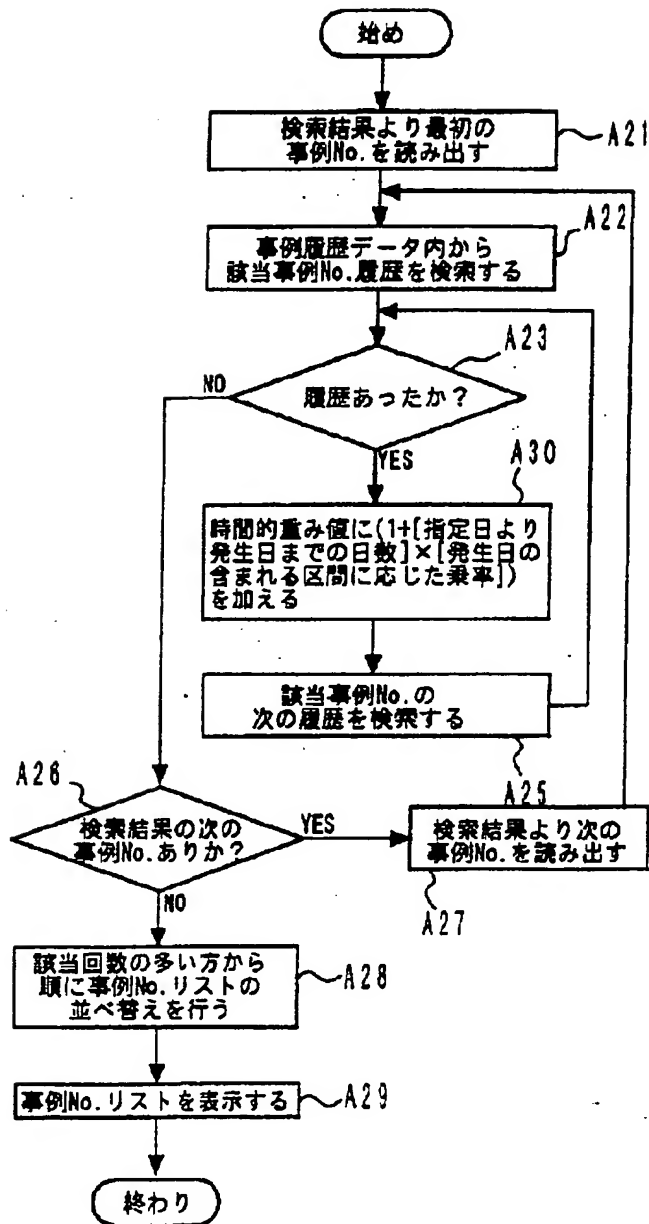 始め
検索結果より最初の
事例No.を読み出す
A21
A22
事例履歴データ内から
該当事例No.履歴を検索する
A23
NO
履歴あったか?
YES
A30
時間的重み値に(1+[指定日より
発生日までの日数]×[発生日の
含まれる区間に応じた乗率])
を加える
該当事例No.の
次の履歴を検索する
A25
A26
検索結果の次の
事例No.ありか?
YES
検索結果より次の
事例No.を読み出す
A27
NO
該当回数の多い方から
順に事例No.リストの
並べ替えを行う
A28
事例No.リストを表示する
A29
終わり